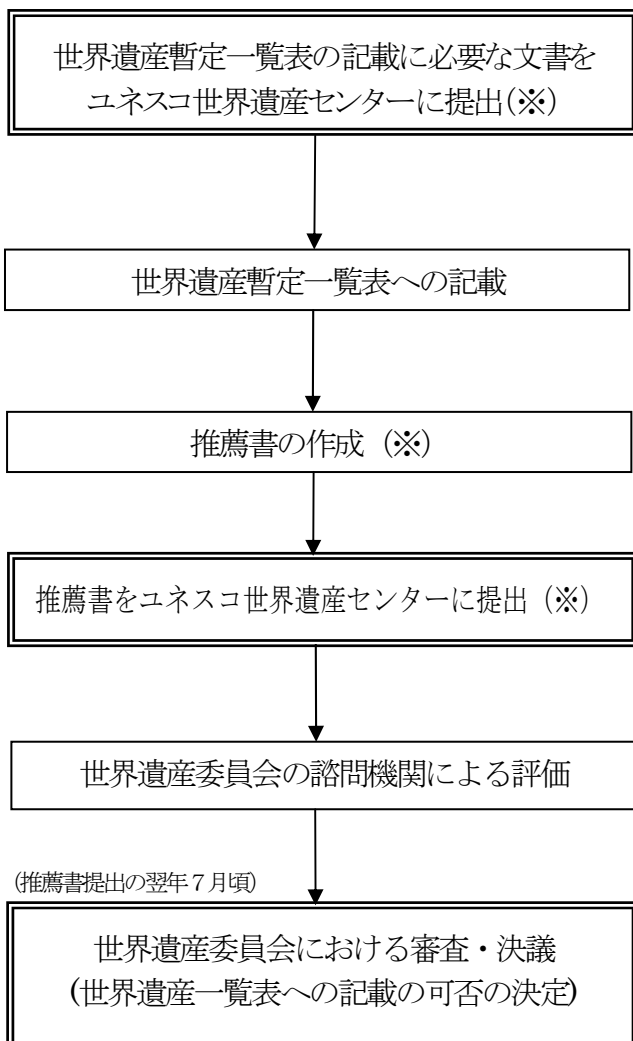 世界遺産暫定一覧表の記載に必要な文書を
ユネスコ世界遺産センターに提出(※)
世界遺産暫定一覧表への記載
推薦書の作成（※）
推薦書をユネスコ世界遺産センターに提出（※）
世界遺産委員会の諮問機関による評価
(推薦書提出の翌年７月頃)
世界遺産委員会における審査・決議
(世界遺産一覧表への記載の可否の決定)